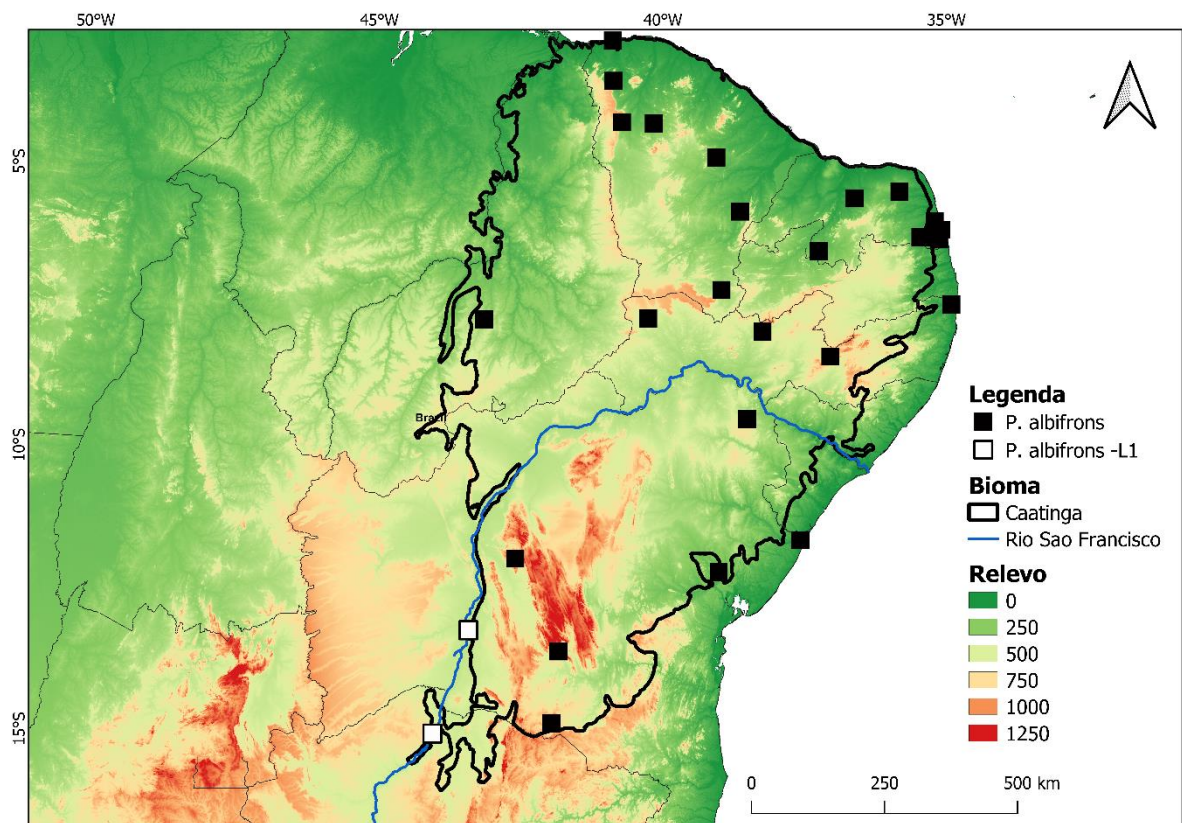 50°W 45°W 40°W 35°W
5°S
10°S
15°S
Brazil
Legenda
P. albifrons
P. albifrons -L1
Bioma
Caatinga
Rio Sao Francisco
Relevo
0
250
500
750
1000
1250
0 250 500 km